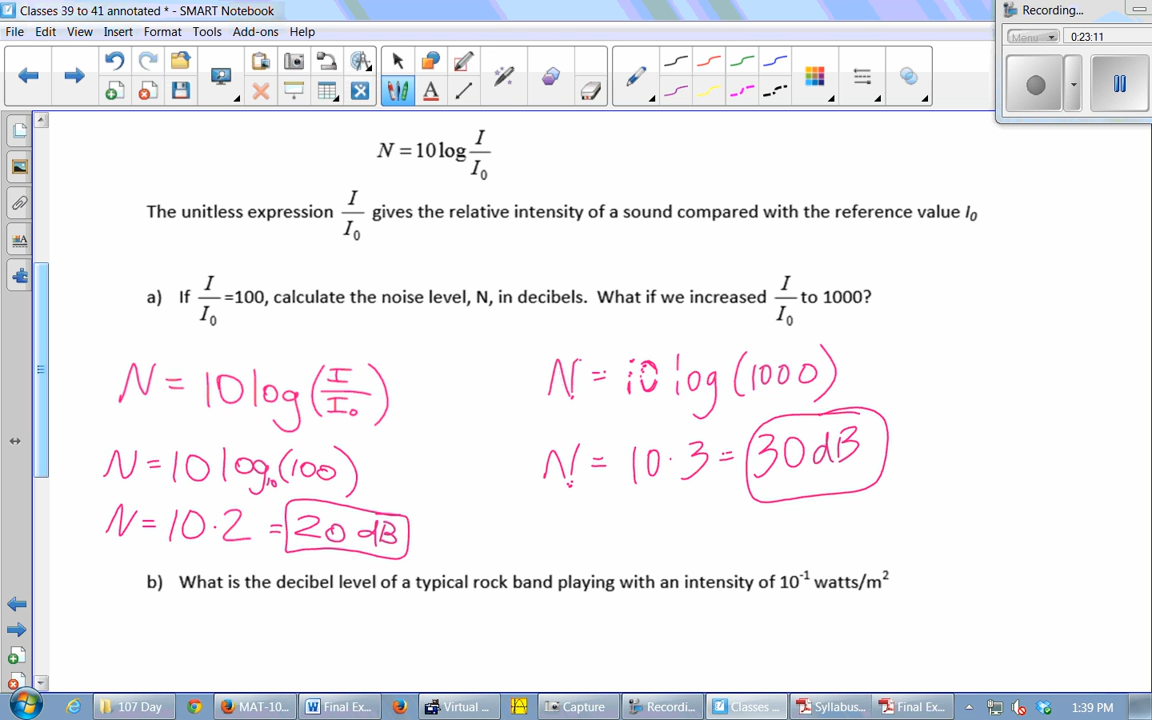 Classes 39 to 41 annotated * - SMART Notebook
Recording...
File Edit View Insert Format Tools Add-ons Help
Menu
0:23:11
N = 10 log I/I₀
The unitless expression I/I₀ gives the relative intensity of a sound compared with the reference value I₀
a) If I/I₀ =100, calculate the noise level, N, in decibels. What if we increased I/I₀ to 1000?
N = 10 log (I/I₀)
N = 10 log (1000)
N = 10 log₁₀ (100)
N = 10 · 3 = 30 dB
N = 10 · 2 = 20 dB
b) What is the decibel level of a typical rock band playing with an intensity of 10⁻¹ watts/m²
107 Day
MAT-10...
Final Ex...
Virtual ...
Capture
Recordi...
Classes ...
Syllabus...
Final Ex...
1:39 PM